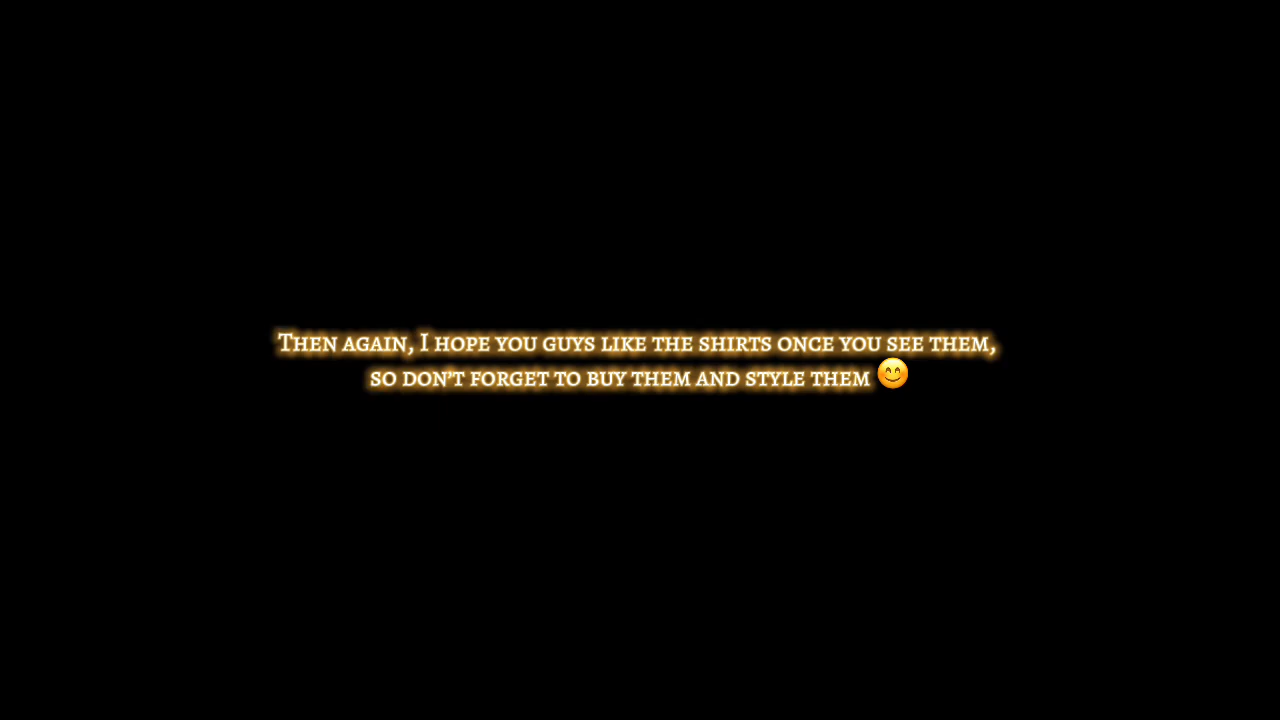 Then again, I hope you guys like the shirts once you see them,
so don't forget to buy them and style them 😊